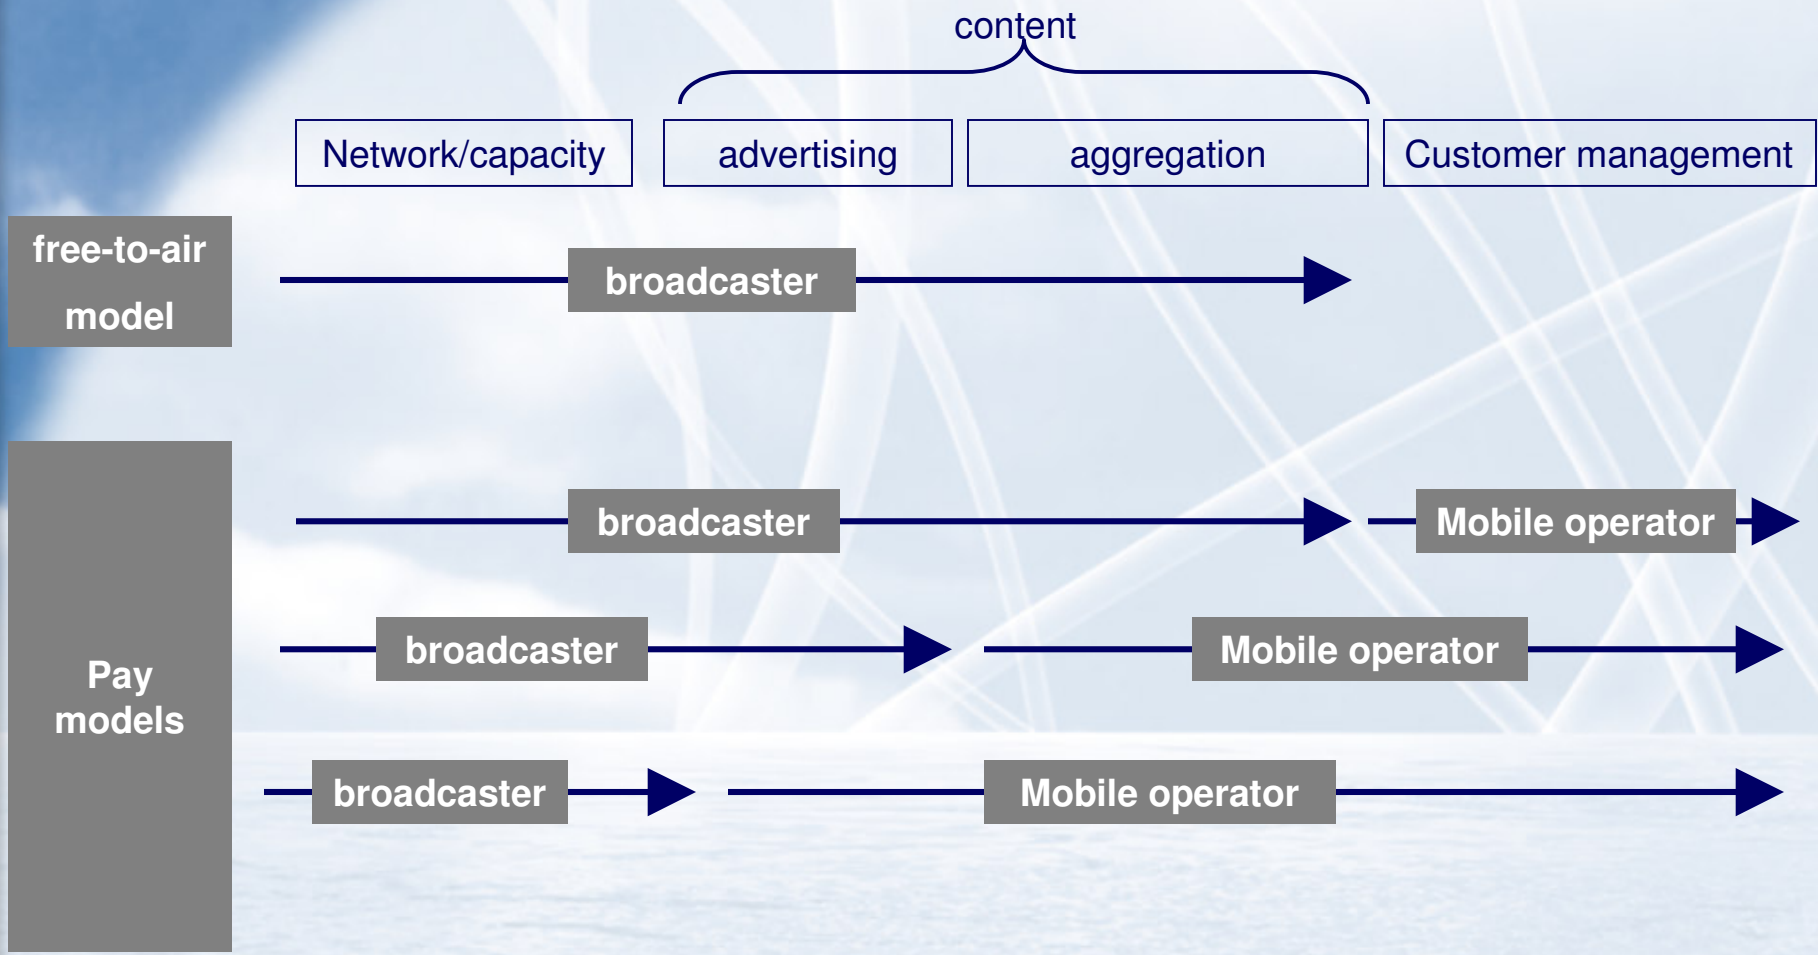 content
Network/capacity
advertising
aggregation
Customer management
free-to-air
model
broadcaster
broadcaster
Mobile operator
Pay
models
broadcaster
Mobile operator
broadcaster
Mobile operator